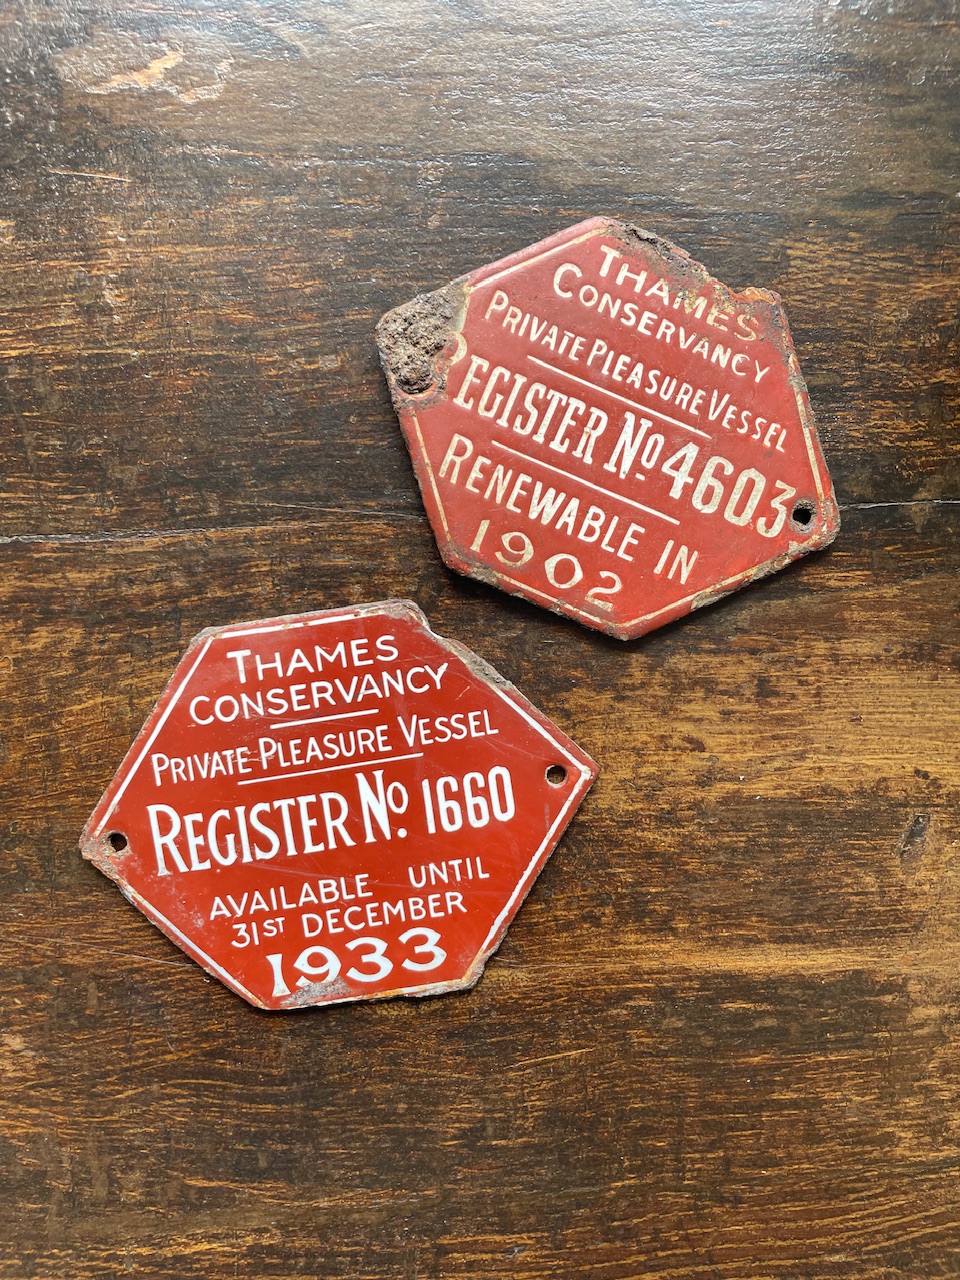 THAMES
CONSERVANCY
PRIVATE PLEASURE VESSEL
REGISTER No 4603
RENEWABLE IN
1902
THAMES
CONSERVANCY
PRIVATE PLEASURE VESSEL
REGISTER No. 1660
AVAILABLE UNTIL
31ST DECEMBER
1933